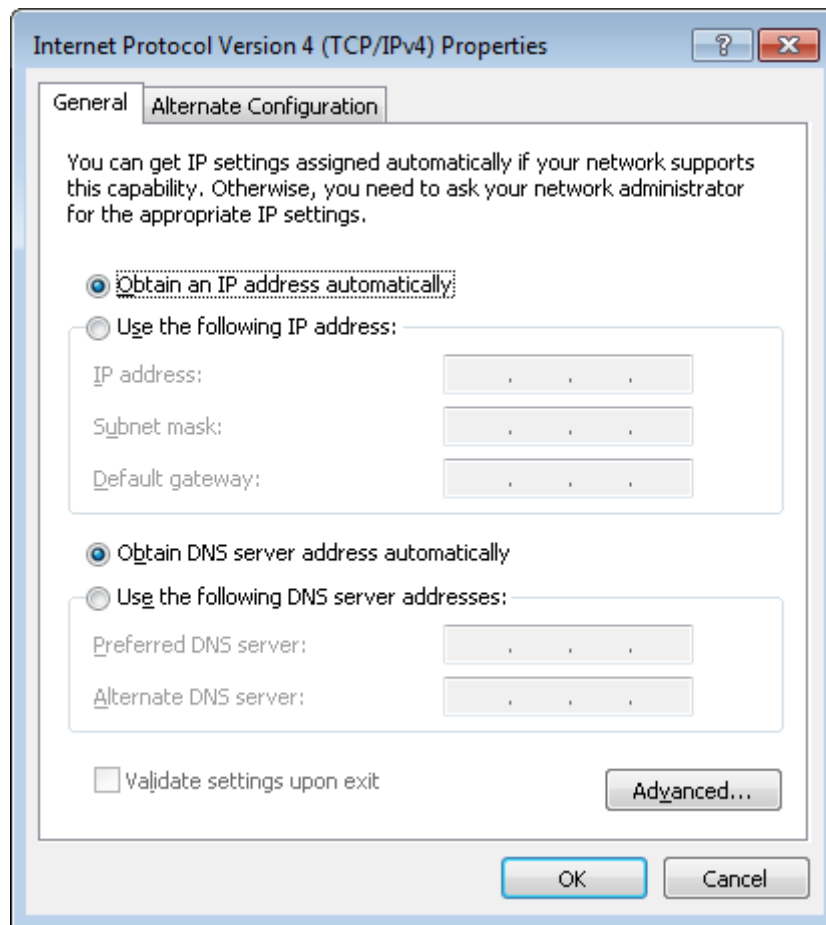 Internet Protocol Version 4 (TCP/IPv4) Properties
General
Alternate Configuration
You can get IP settings assigned automatically if your network supports
this capability. Otherwise, you need to ask your network administrator
for the appropriate IP settings.
Obtain an IP address automatically
Use the following IP address:
IP address:
Subnet mask:
Default gateway:
Obtain DNS server address automatically
Use the following DNS server addresses:
Preferred DNS server:
Alternate DNS server:
Validate settings upon exit
Advanced...
OK
Cancel